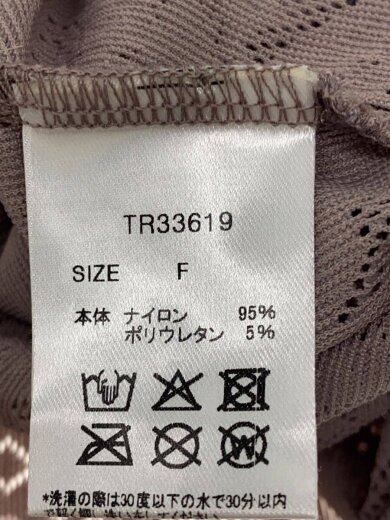 TR33619
SIZE F
本体 ナイロン 95%
ポリウレタン 5%
*洗濯の際は30度以下の水で30分以内